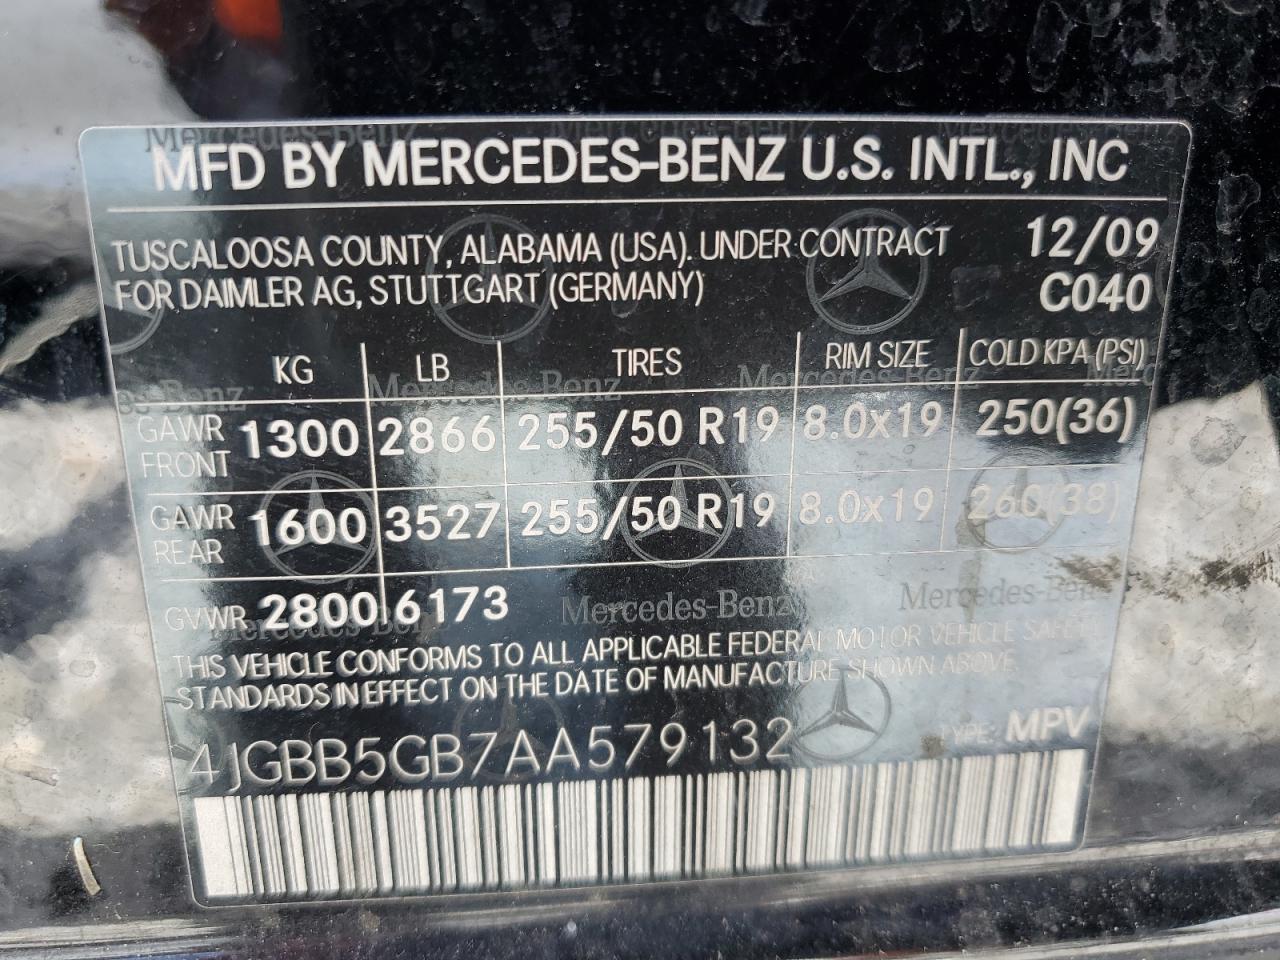 MFD BY MERCEDES-BENZ U.S. INTL., INC
TUSCALOOSA COUNTY, ALABAMA (USA). UNDER CONTRACT 12/09
FOR DAIMLER AG, STUTTGART (GERMANY) C040
KG LB TIRES RIM SIZE COLD KPA (PSI)
GAWR FRONT 1300 2866 255/50 R19 8.0x19 250(36)
GAWR REAR 1600 3527 255/50 R19 8.0x19 260(38)
GVWR 2800 6173
THIS VEHICLE CONFORMS TO ALL APPLICABLE FEDERAL MOTOR VEHICLE SAFETY
STANDARDS IN EFFECT ON THE DATE OF MANUFACTURE SHOWN ABOVE.
4JGBB5GB7AA579132 TYPE: MPV